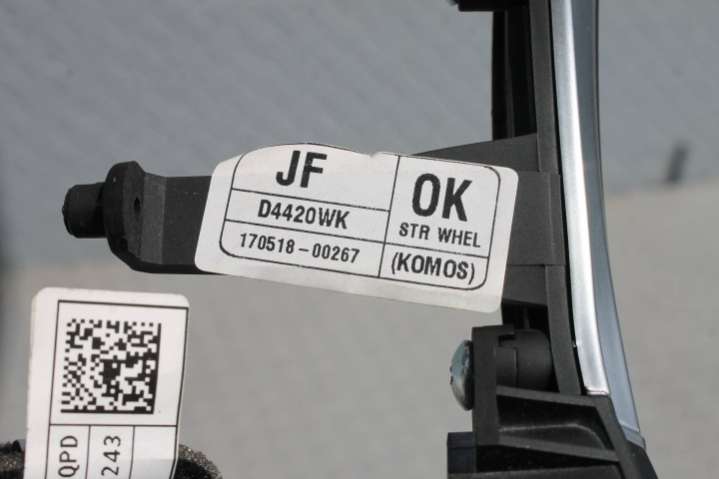 JF
D4420WK
170518-00267
OK
STR WHEL
(KOMOS)
QPD
243